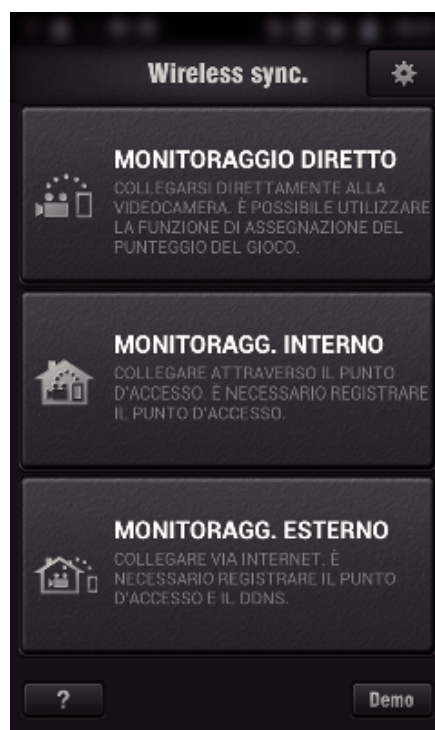 Wireless sync.
MONITORAGGIO DIRETTO
COLLEGARSI DIRETTAMENTE ALLA
VIDEOCAMERA. È POSSIBILE UTILIZZARE
LA FUNZIONE DI ASSEGNAZIONE DEL
PUNTEGGIO DEL GIOCO.
MONITORAGG. INTERNO
COLLEGARE ATTRAVERSO IL PUNTO
D'ACCESSO. È NECESSARIO REGISTRARE
IL PUNTO D'ACCESSO.
MONITORAGG. ESTERNO
COLLEGARE VIA INTERNET. È
NECESSARIO REGISTRARE IL PUNTO
D'ACCESSO E IL DDNS.
? Demo